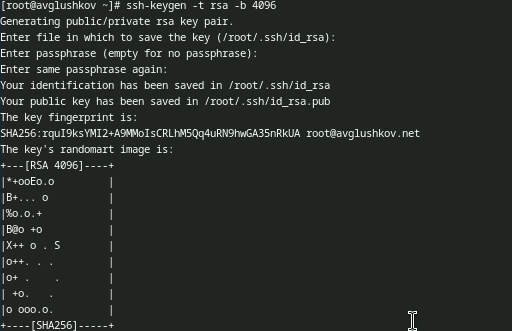 [root@avglushkov ~]# ssh-keygen -t rsa -b 4096
Generating public/private rsa key pair.
Enter file in which to save the key (/root/.ssh/id_rsa):
Enter passphrase (empty for no passphrase):
Enter same passphrase again:
Your identification has been saved in /root/.ssh/id_rsa
Your public key has been saved in /root/.ssh/id_rsa.pub
The key fingerprint is:
SHA256:rquI9ksYMI2+A9MMoIsCRLhM5Qq4uRN9hwGA35nRkUA root@avglushkov.net
The key's randomart image is:
+---[RSA 4096]----+
|*+ooEo.o         |
|B+... o          |
|%o.o.+           |
|B@o +o           |
|X++ o . S        |
|o++. . .         |
|o+ .    .        |
| +o.   .         |
|o ooo.o.         |
+----[SHA256]-----+